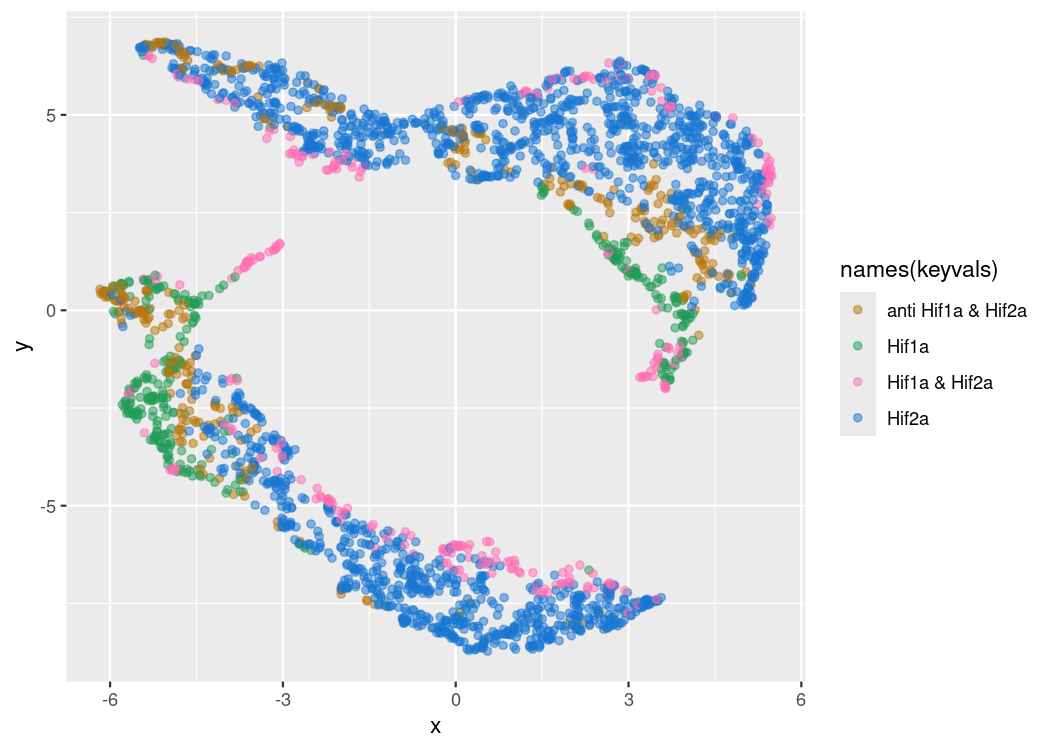 5
0
-5
-6
-3
0
3
6
x
y
names(keyvals)
anti Hif1a & Hif2a
Hif1a
Hif1a & Hif2a
Hif2a